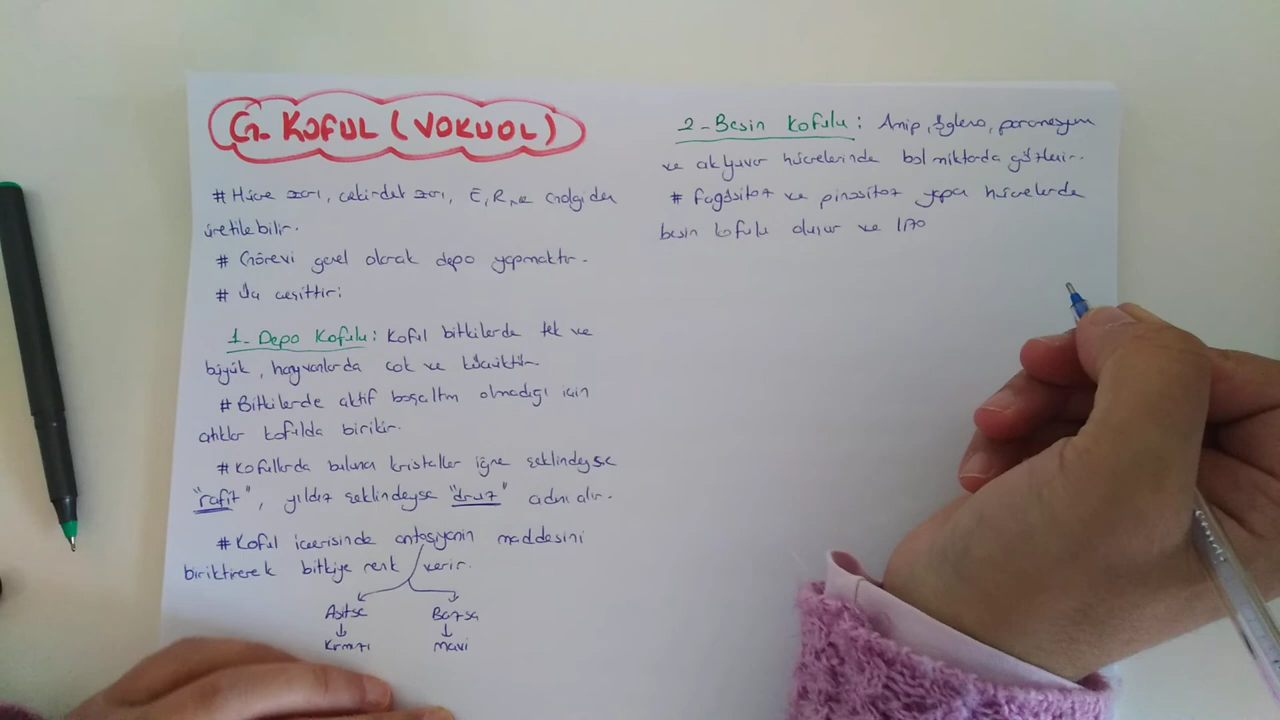 G. KOFUL (VOKUOL)
# Hücre zarı, çekirdek zarı, E,R ve Golgiden
üretilebilir.
# Görevi genel olarak depo yapmaktır.
# Üç çeşittir;
1- Depo Kofulu: Koful bitkilerde tek ve
büyük, hayvanlarda çok ve küçüktür.
# Bitkilerde aktif boşaltım olmadığı için
atıklar kofulda birikir.
# Kofullarda bulunan kristaller iğne şeklindeyse
"rafit", yıldız şeklindeyse "druz" adını alır.
# Koful içerisinde antosiyanin maddesini
biriktirerek bitkiye renk verir.
Asitse Bazsa
↓ ↓
Kırmızı Mavi
2- Besin Kofulu: Amip, öglena, paramesyum
ve akyuvar hücrelerinde bol miktarda gözlenir.
# Fagositoz ve pinositoz yapan hücrelerde
besin kofulu oluşur ve